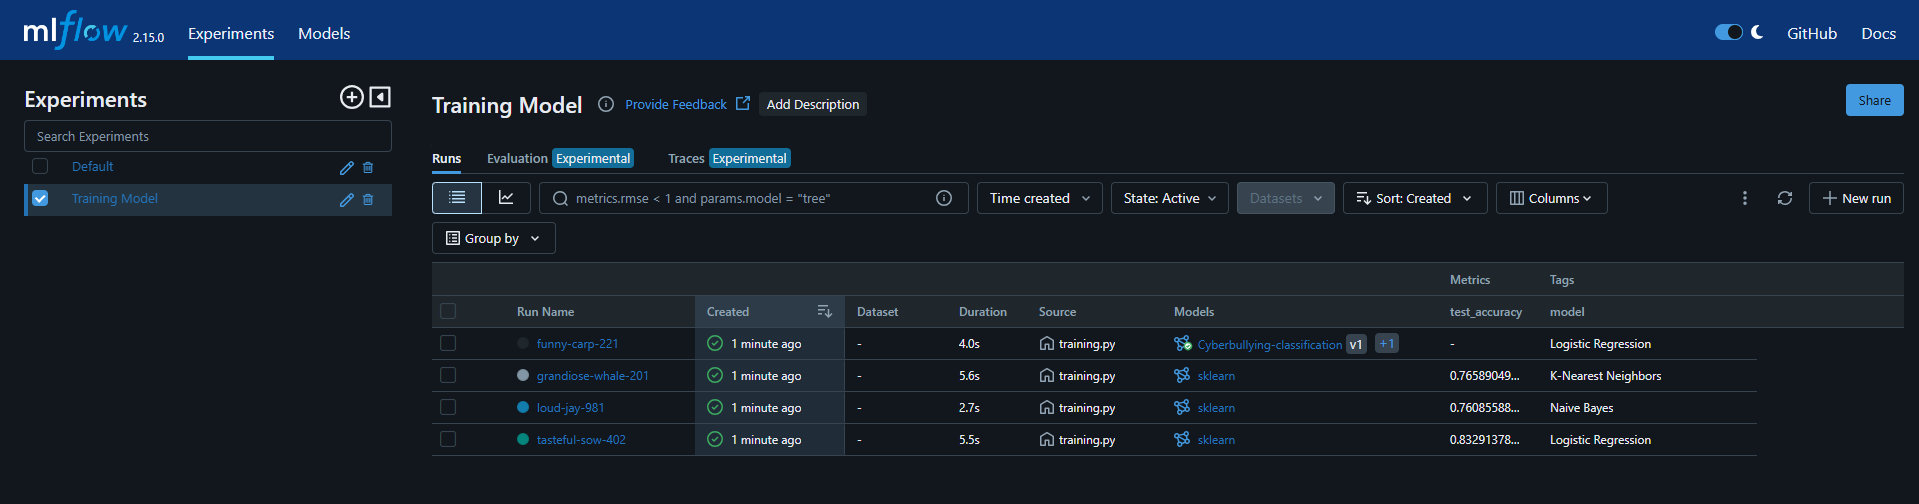 mlflow 2.15.0 Experiments Models GitHub Docs
Experiments
Search Experiments
Default
Training Model
Training Model Provide Feedback Add Description Share
Runs Evaluation Experimental Traces Experimental
metrics.rmse < 1 and params.model = "tree" Time created State: Active Datasets Sort: Created Columns New run
Group by
Metrics Tags
Run Name Created Dataset Duration Source Models test_accuracy model
funny-carp-221 1 minute ago - 4.0s training.py Cyberbullying-classification v1 +1 - Logistic Regression
grandiose-whale-201 1 minute ago - 5.6s training.py sklearn 0.76589049... K-Nearest Neighbors
loud-jay-981 1 minute ago - 2.7s training.py sklearn 0.76085588... Naive Bayes
tasteful-sow-402 1 minute ago - 5.5s training.py sklearn 0.83291378... Logistic Regression